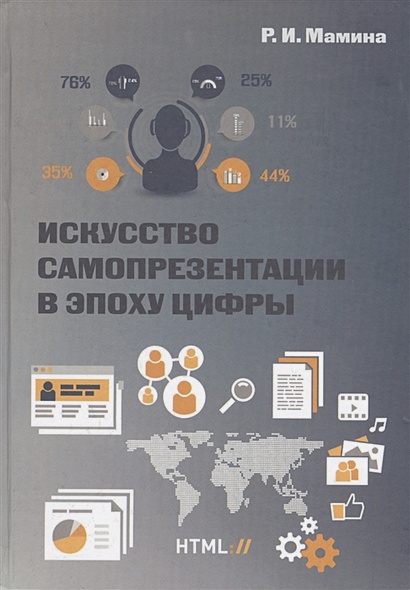 Р. И. Мамина
76%
25%
11%
35%
44%
ИСКУССТВО
САМОПРЕЗЕНТАЦИИ
В ЭПОХУ ЦИФРЫ
HTML://